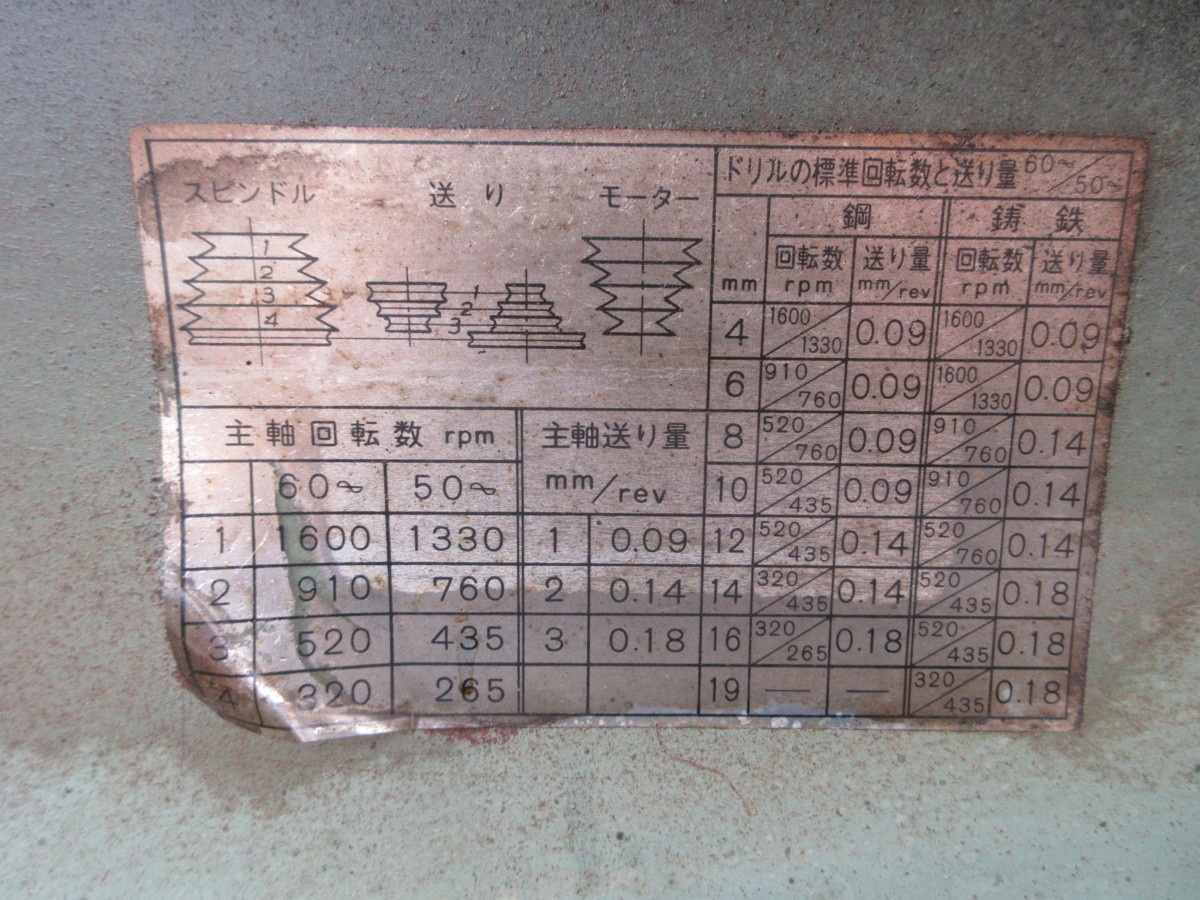 スピンドル 送り モーター
1
2
3
4
1
2
3
主軸回転数 rpm 主軸送り量 mm/rev
60~ 50~
1 1600 1330 1 0.09
2 910 760 2 0.14
3 520 435 3 0.18
4 320 265
ドリルの標準回転数と送り量 60~/50~
鋼 鋳鉄
mm 回転数 rpm 送り量 mm/rev 回転数 rpm 送り量 mm/rev
4 1600/1330 0.09 1600/1330 0.09
6 910/760 0.09 1600/1330 0.09
8 520/760 0.09 910/760 0.14
10 520/435 0.09 910/760 0.14
12 520/435 0.14 520/760 0.14
14 320/435 0.14 520/435 0.18
16 320/265 0.18 520/435 0.18
19 — — 320/435 0.18